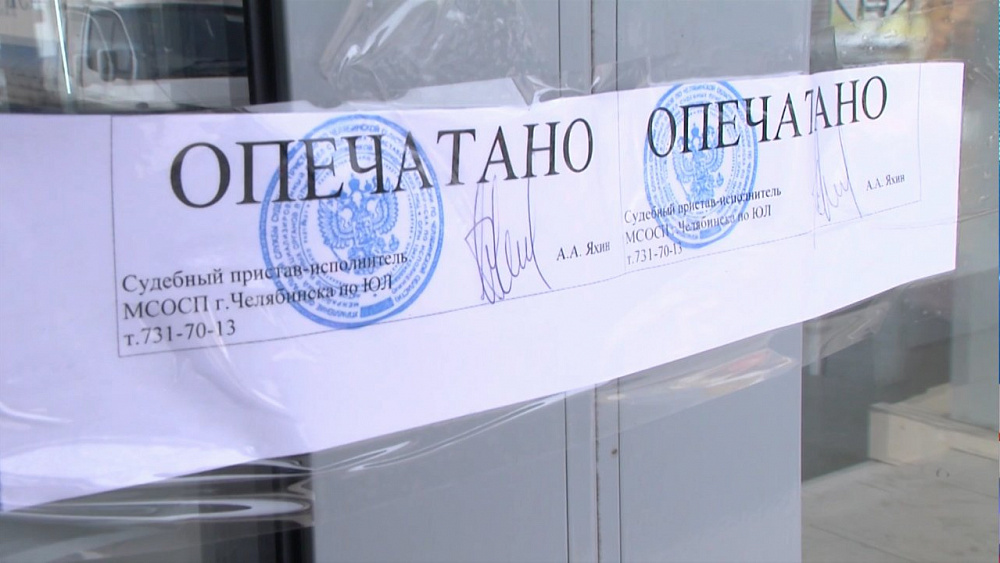 ОПЕЧАТАНО
Судебный пристав-исполнитель
МСОСП г.Челябинска по ЮЛ
т.731-70-13
А.А. Яхин
ОПЕЧАТАНО
Судебный пристав-исполнитель
МСОСП г.Челябинска по ЮЛ
т.731-70-13
А.А. Яхин